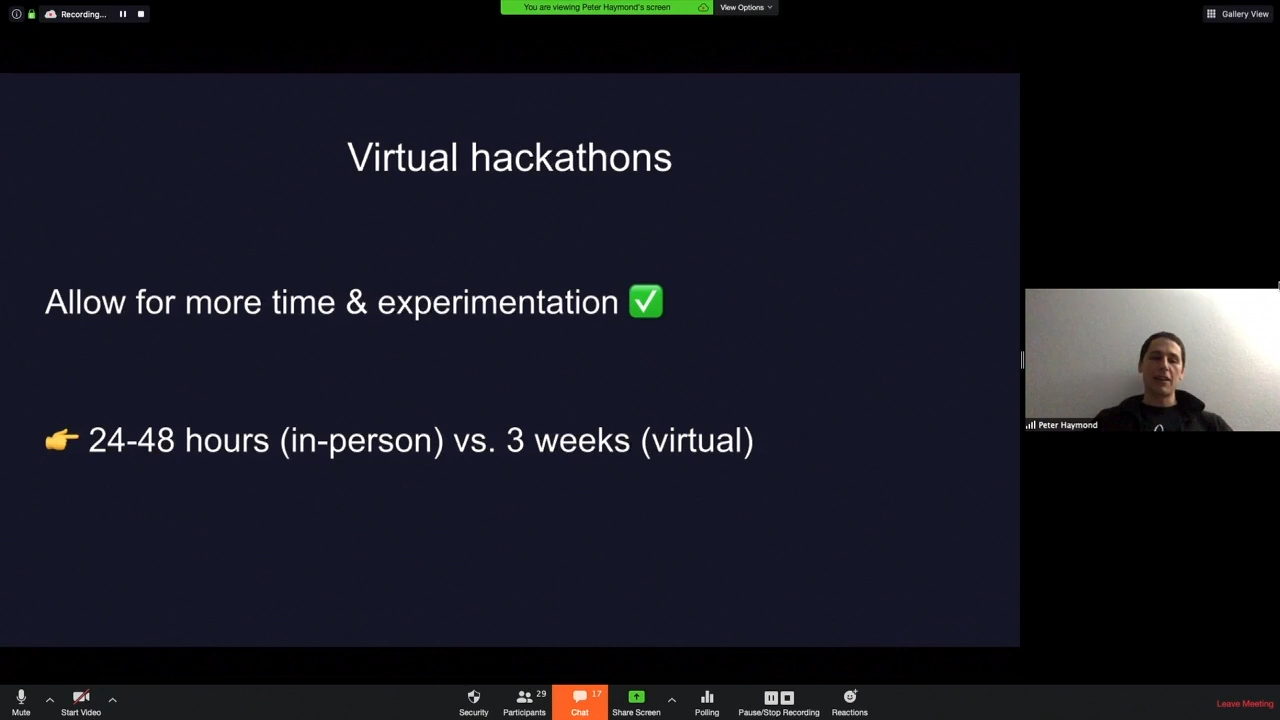 Recording...
You are viewing Peter Haymond's screen
View Options
Gallery View
Virtual hackathons
Allow for more time & experimentation ✅
👉 24-48 hours (in-person) vs. 3 weeks (virtual)
Peter Haymond
29
17
Mute
Start Video
Security
Participants
Chat
Share Screen
Polling
Pause/Stop Recording
Reactions
Leave Meeting